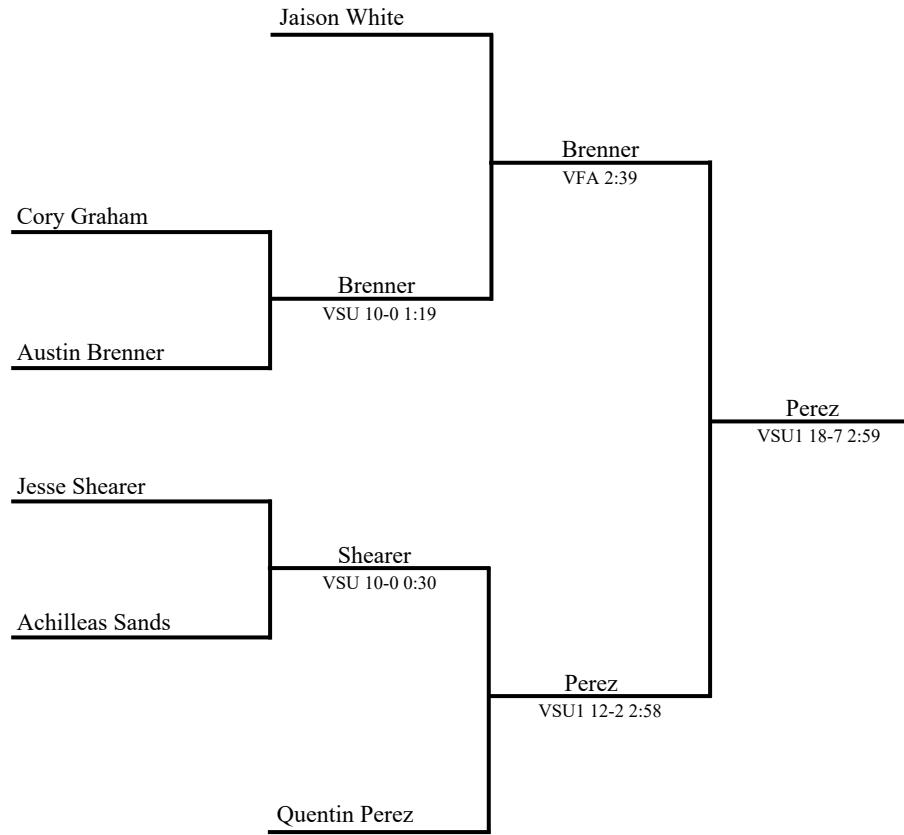 Jaison White
Brenner
VFA 2:39
Cory Graham
Brenner
VSU 10-0 1:19
Austin Brenner
Perez
VSU1 18-7 2:59
Jesse Shearer
Shearer
VSU 10-0 0:30
Achilleas Sands
Perez
VSU1 12-2 2:58
Quentin Perez